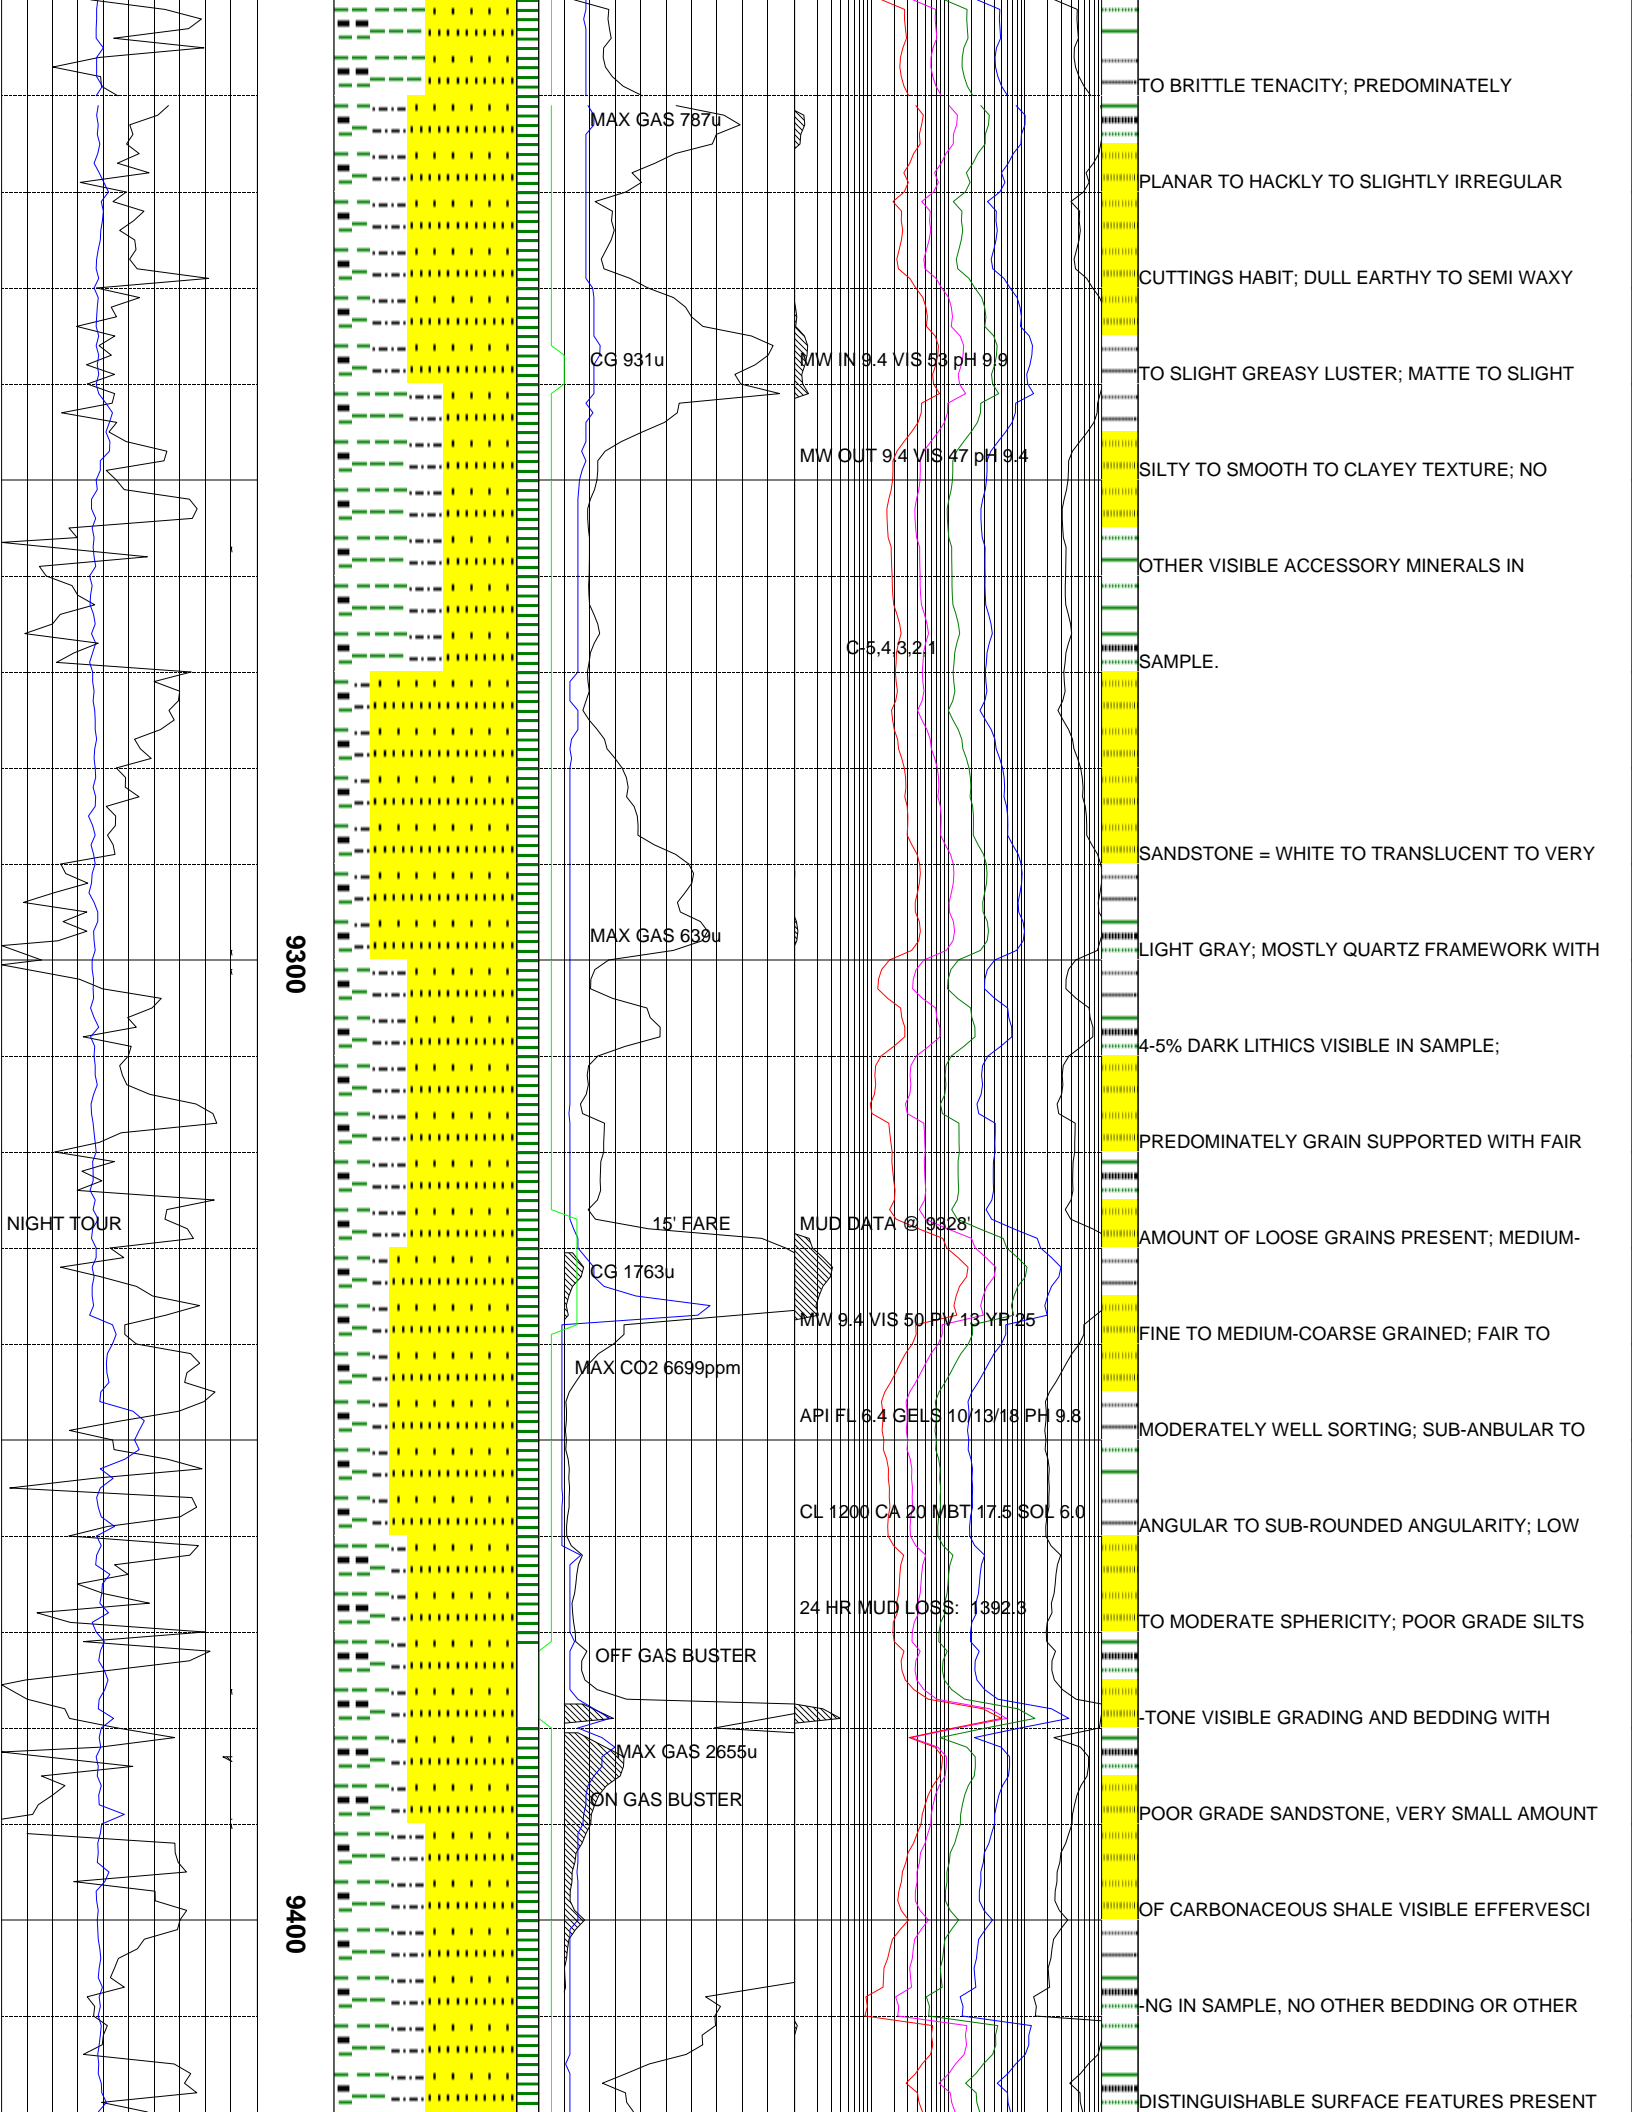 TO BRITTLE TENACITY; PREDOMINATELY
MAX GAS 787u
PLANAR TO HACKLY TO SLIGHTLY IRREGULAR
CUTTINGS HABIT; DULL EARTHY TO SEMI WAXY
CG 931u
MW IN 9.4 VIS 53 pH 9.9
TO SLIGHT GREASY LUSTER; MATTE TO SLIGHT
MW OUT 9.4 VIS 47 pH 9.4
SILTY TO SMOOTH TO CLAYEY TEXTURE; NO
OTHER VISIBLE ACCESSORY MINERALS IN
C-5,4,3,2,1
SAMPLE.
SANDSTONE = WHITE TO TRANSLUCENT TO VERY
MAX GAS 639u
9300
LIGHT GRAY; MOSTLY QUARTZ FRAMEWORK WITH
4-5% DARK LITHICS VISIBLE IN SAMPLE;
PREDOMINATELY GRAIN SUPPORTED WITH FAIR
NIGHT TOUR
15' FARE
MUD DATA @ 9328'
AMOUNT OF LOOSE GRAINS PRESENT; MEDIUM-
CG 1763u
MW 9.4 VIS 50 PV 13 YP 25
FINE TO MEDIUM-COARSE GRAINED; FAIR TO
MAX CO2 6699ppm
API FL 6.4 GELS 10/13/18 PH 9.8
MODERATELY WELL SORTING; SUB-ANBULAR TO
CL 1200 CA 20 MBT 17.5 SOL 6.0
ANGULAR TO SUB-ROUNDED ANGULARITY; LOW
24 HR MUD LOSS: 1392.3
TO MODERATE SPHERICITY; POOR GRADE SILTS
OFF GAS BUSTER
-TONE VISIBLE GRADING AND BEDDING WITH
MAX GAS 2655u
ON GAS BUSTER
POOR GRADE SANDSTONE, VERY SMALL AMOUNT
9400
OF CARBONACEOUS SHALE VISIBLE EFFERVESCI
-NG IN SAMPLE, NO OTHER BEDDING OR OTHER
DISTINGUISHABLE SURFACE FEATURES PRESENT